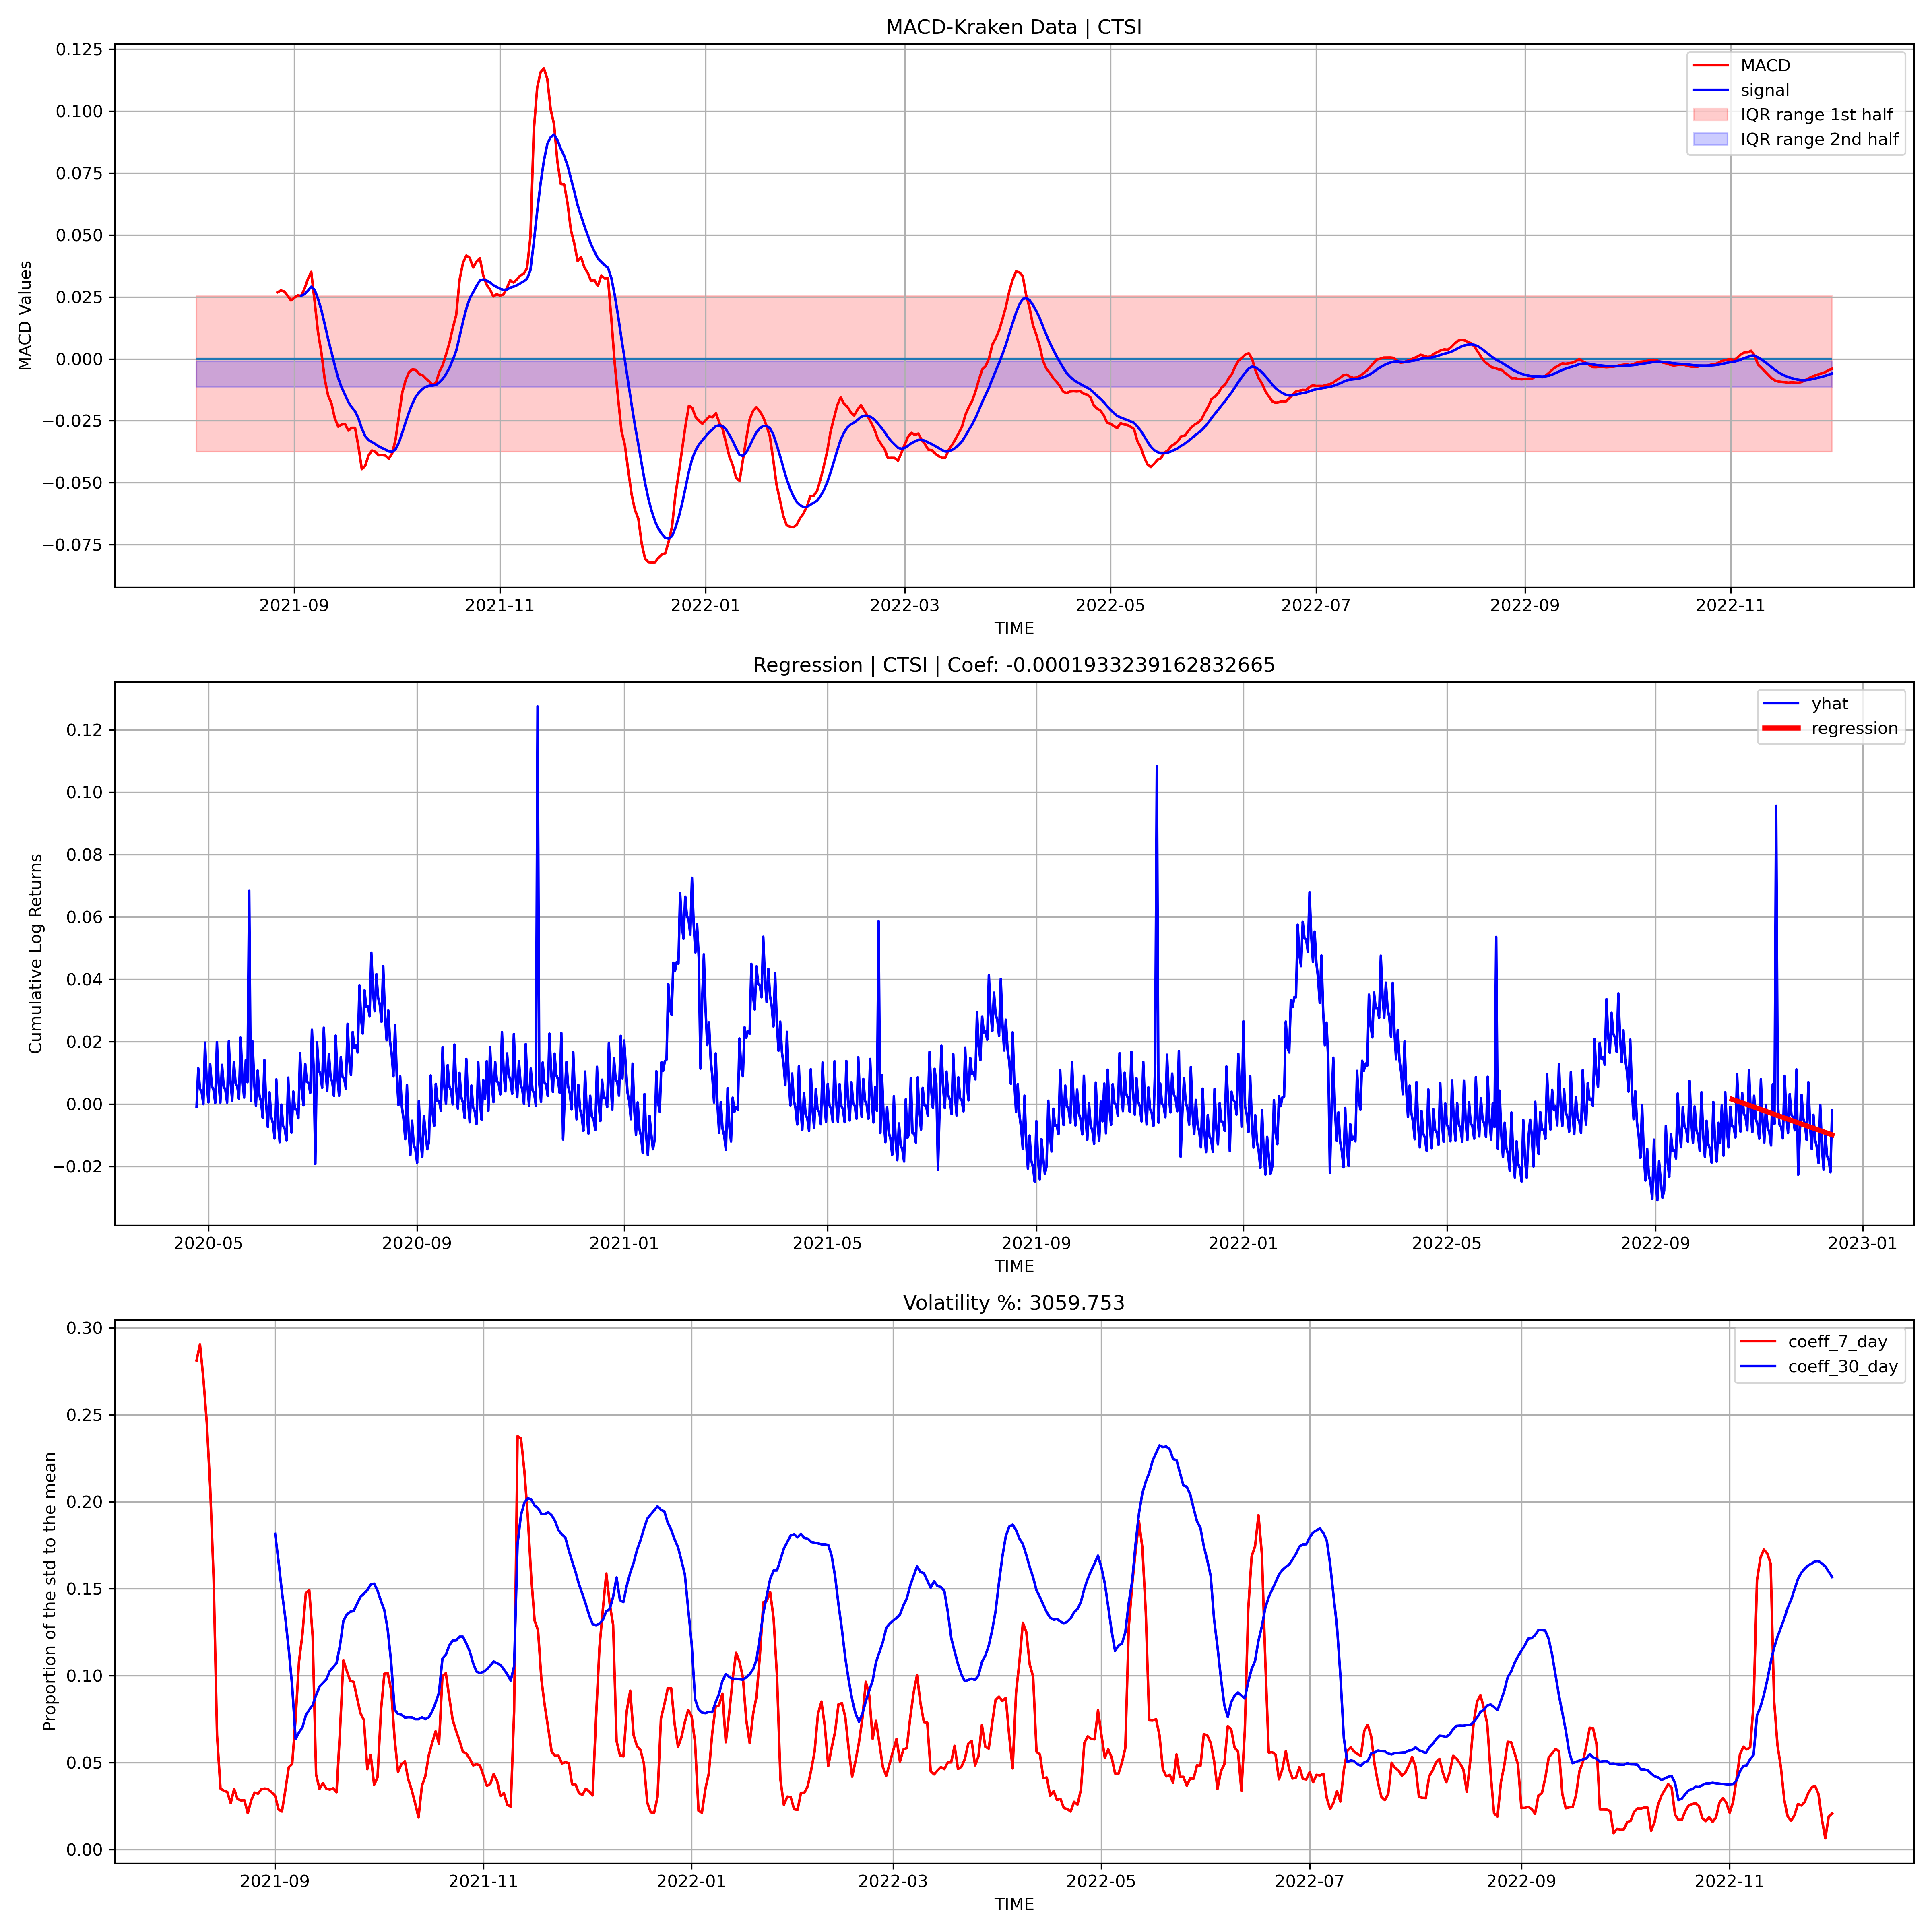 MACD-Kraken Data | CTSI
MACD Values
0.125
0.100
0.075
0.050
0.025
0.000
−0.025
−0.050
−0.075
MACD
signal
IQR range 1st half
IQR range 2nd half
2021-09 2021-11 2022-01 2022-03 2022-05 2022-07 2022-09 2022-11
TIME
Regression | CTSI | Coef: -0.0001933239162832665
Cumulative Log Returns
0.12
0.10
0.08
0.06
0.04
0.02
0.00
−0.02
yhat
regression
2020-05 2020-09 2021-01 2021-05 2021-09 2022-01 2022-05 2022-09 2023-01
TIME
Volatility %: 3059.753
Proportion of the std to the mean
0.30
0.25
0.20
0.15
0.10
0.05
0.00
coeff_7_day
coeff_30_day
2021-09 2021-11 2022-01 2022-03 2022-05 2022-07 2022-09 2022-11
TIME